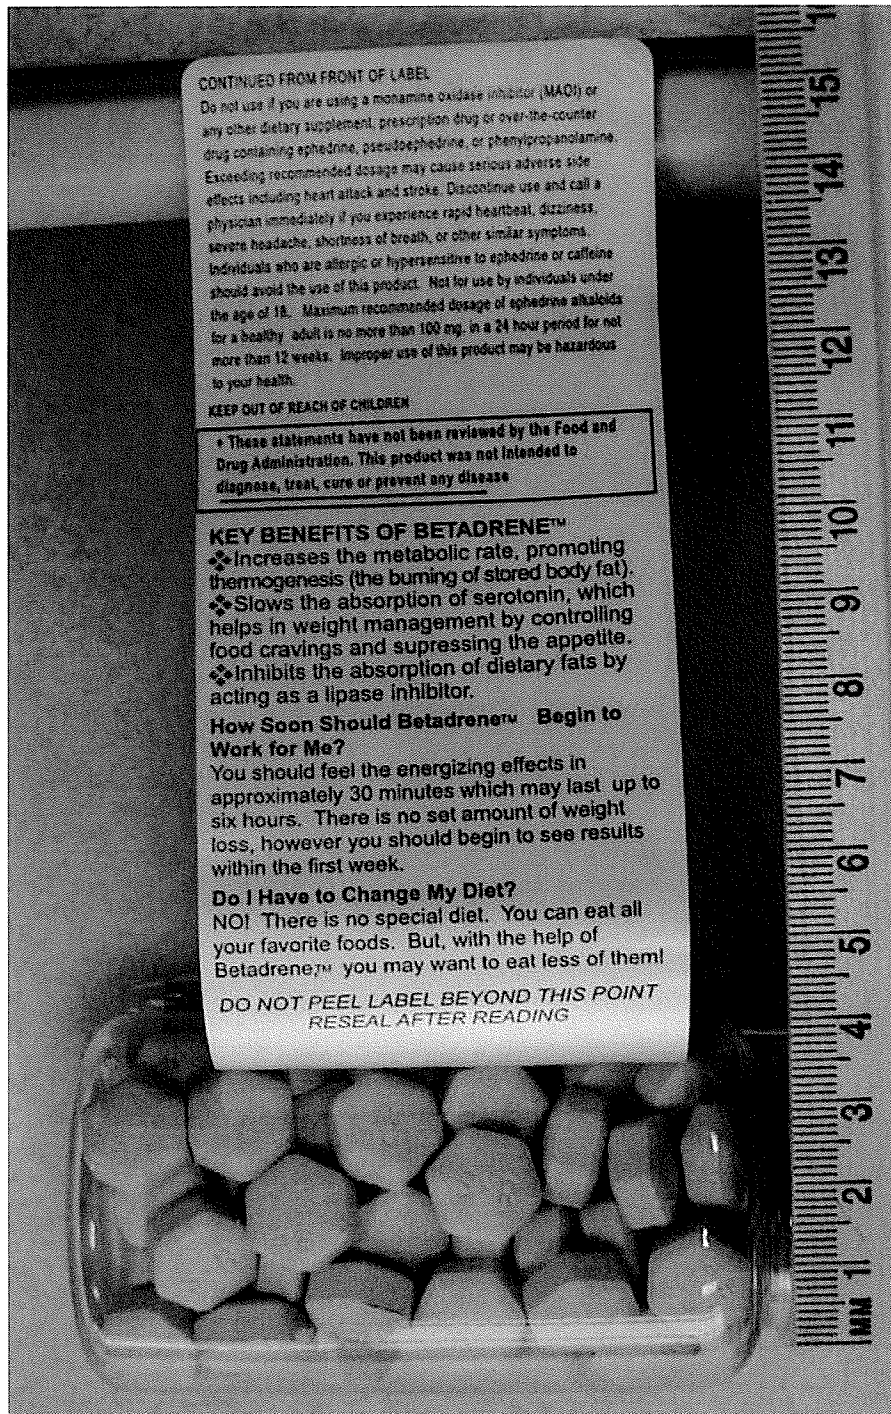 CONTINUED FROM FRONT OF LABEL
Do not use if you are using a monamine oxidase inhibitor (MAOI) or
any other dietary supplement, prescription drug or over-the-counter
drug containing ephedrine, pseudoephedrine, or phenylpropanolamine.
Exceeding recommended dosage may cause serious adverse side
effects including heart attack and stroke. Discontinue use and call a
physician immediately if you experience rapid heartbeat, dizziness,
severe headache, shortness of breath, or other similar symptoms.
Individuals who are allergic or hypersensitive to ephedrine or caffeine
should avoid the use of this product. Not for use by individuals under
the age of 18. Maximum recommended dosage of ephedrine alkaloids
for a healthy adult is no more than 100 mg. in a 24 hour period for not
more then 12 weeks. Improper use of this product may be hazardous
to your health.
KEEP OUT OF REACH OF CHILDREN
+ These statements have not been reviewed by the Food and
Drug Administration. This product was not intended to
diagnose, treat, cure or prevent any disease
KEY BENEFITS OF BETADRENE™
❖Increases the metabolic rate, promoting
thermogenesis (the burning of stored body fat).
❖Slows the absorption of serotonin, which
helps in weight management by controlling
food cravings and supressing the appetite.
❖Inhibits the absorption of dietary fats by
acting as a lipase inhibitor.
How Soon Should Betadrene™ Begin to
Work for Me?
You should feel the energizing effects in
approximately 30 minutes which may last up to
six hours. There is no set amount of weight
loss, however you should begin to see results
within the first week.
Do I Have to Change My Diet?
NO! There is no special diet. You can eat all
your favorite foods. But, with the help of
Betadrene™ you may want to eat less of them!
DO NOT PEEL LABEL BEYOND THIS POINT
RESEAL AFTER READING
MM 1 2 3 4 5 6 7 8 9 10 11 12 13 14 15